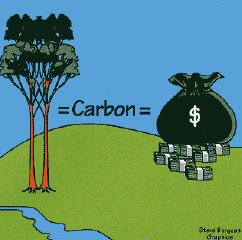 = Carbon =
$
Steve Burgess
Graphics